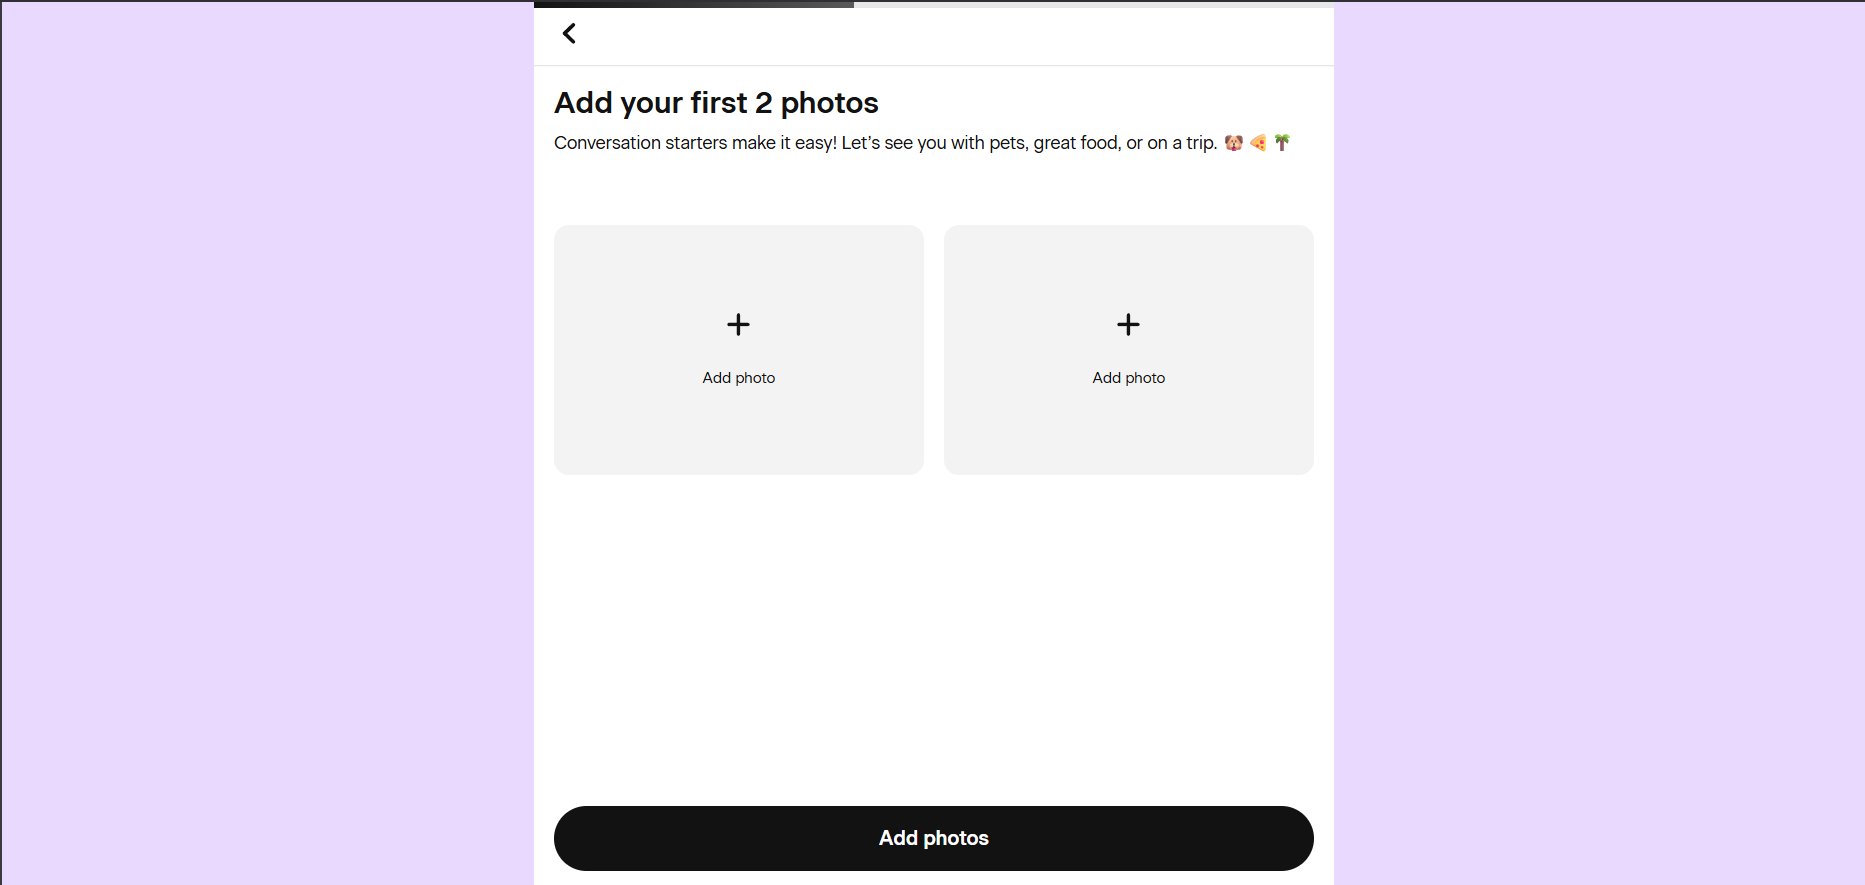 Add your first 2 photos
Conversation starters make it easy! Let’s see you with pets, great food, or on a trip. 🐶 🍕 🌴
Add photo
Add photo
Add photos